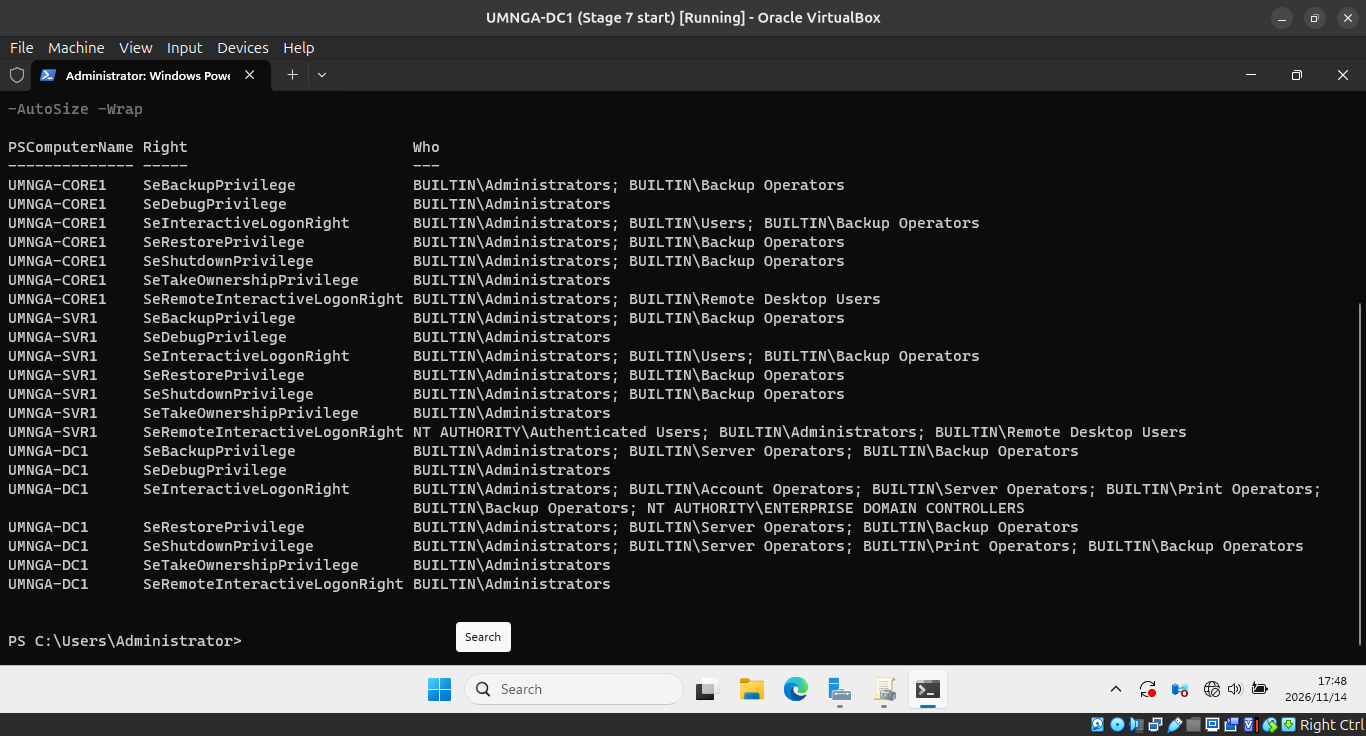 UMNGA-DC1 (Stage 7 start) [Running] - Oracle VirtualBox
File Machine View Input Devices Help
Administrator: Windows Powe
-AutoSize -Wrap
PSComputerName Right Who
-------------- ----- ---
UMNGA-CORE1 SeBackupPrivilege BUILTIN\Administrators; BUILTIN\Backup Operators
UMNGA-CORE1 SeDebugPrivilege BUILTIN\Administrators
UMNGA-CORE1 SeInteractiveLogonRight BUILTIN\Administrators; BUILTIN\Users; BUILTIN\Backup Operators
UMNGA-CORE1 SeRestorePrivilege BUILTIN\Administrators; BUILTIN\Backup Operators
UMNGA-CORE1 SeShutdownPrivilege BUILTIN\Administrators; BUILTIN\Backup Operators
UMNGA-CORE1 SeTakeOwnershipPrivilege BUILTIN\Administrators
UMNGA-CORE1 SeRemoteInteractiveLogonRight BUILTIN\Administrators; BUILTIN\Remote Desktop Users
UMNGA-SVR1 SeBackupPrivilege BUILTIN\Administrators; BUILTIN\Backup Operators
UMNGA-SVR1 SeDebugPrivilege BUILTIN\Administrators
UMNGA-SVR1 SeInteractiveLogonRight BUILTIN\Administrators; BUILTIN\Users; BUILTIN\Backup Operators
UMNGA-SVR1 SeRestorePrivilege BUILTIN\Administrators; BUILTIN\Backup Operators
UMNGA-SVR1 SeShutdownPrivilege BUILTIN\Administrators; BUILTIN\Backup Operators
UMNGA-SVR1 SeTakeOwnershipPrivilege BUILTIN\Administrators
UMNGA-SVR1 SeRemoteInteractiveLogonRight NT AUTHORITY\Authenticated Users; BUILTIN\Administrators; BUILTIN\Remote Desktop Users
UMNGA-DC1 SeBackupPrivilege BUILTIN\Administrators; BUILTIN\Server Operators; BUILTIN\Backup Operators
UMNGA-DC1 SeDebugPrivilege BUILTIN\Administrators
UMNGA-DC1 SeInteractiveLogonRight BUILTIN\Administrators; BUILTIN\Account Operators; BUILTIN\Server Operators; BUILTIN\Print Operators;
BUILTIN\Backup Operators; NT AUTHORITY\ENTERPRISE DOMAIN CONTROLLERS
UMNGA-DC1 SeRestorePrivilege BUILTIN\Administrators; BUILTIN\Server Operators; BUILTIN\Backup Operators
UMNGA-DC1 SeShutdownPrivilege BUILTIN\Administrators; BUILTIN\Server Operators; BUILTIN\Print Operators; BUILTIN\Backup Operators
UMNGA-DC1 SeTakeOwnershipPrivilege BUILTIN\Administrators
UMNGA-DC1 SeRemoteInteractiveLogonRight BUILTIN\Administrators
PS C:\Users\Administrator>
Search
Search
17:48
2026/11/14
Right Ctrl